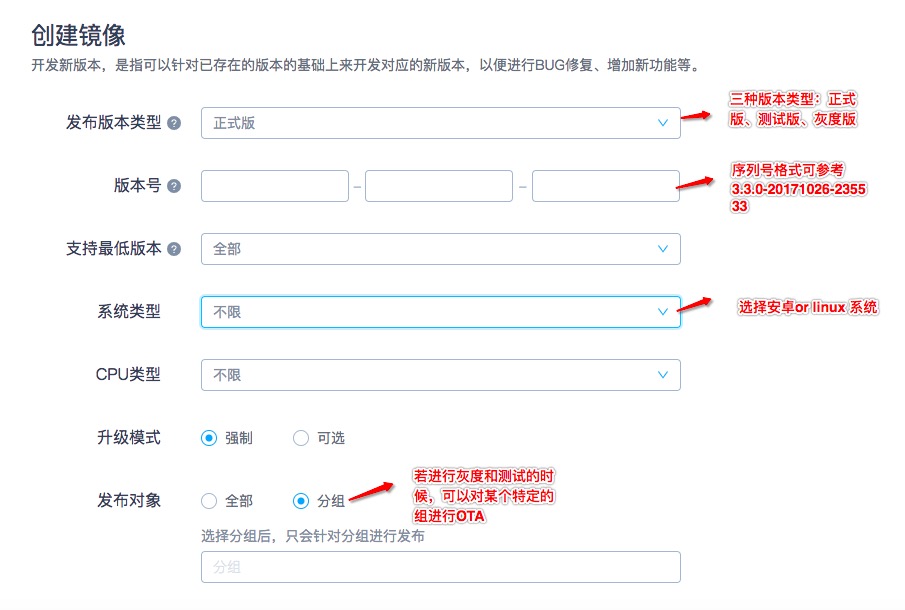 创建镜像
开发新版本，是指可以针对已存在的版本的基础上来开发对应的新版本，以便进行BUG修复、增加新功能等。
发布版本类型 ?
正式版
三种版本类型：正式
版、测试版、灰度版
版本号 ?
–
–
序列号格式可参考
3.3.0-20171026-2355
33
支持最低版本 ?
全部
系统类型
不限
选择安卓or linux 系统
CPU类型
不限
升级模式
强制
可选
发布对象
全部
分组
若进行灰度和测试的时
候，可以对某个特定的
组进行OTA
选择分组后，只会针对分组进行发布
分组